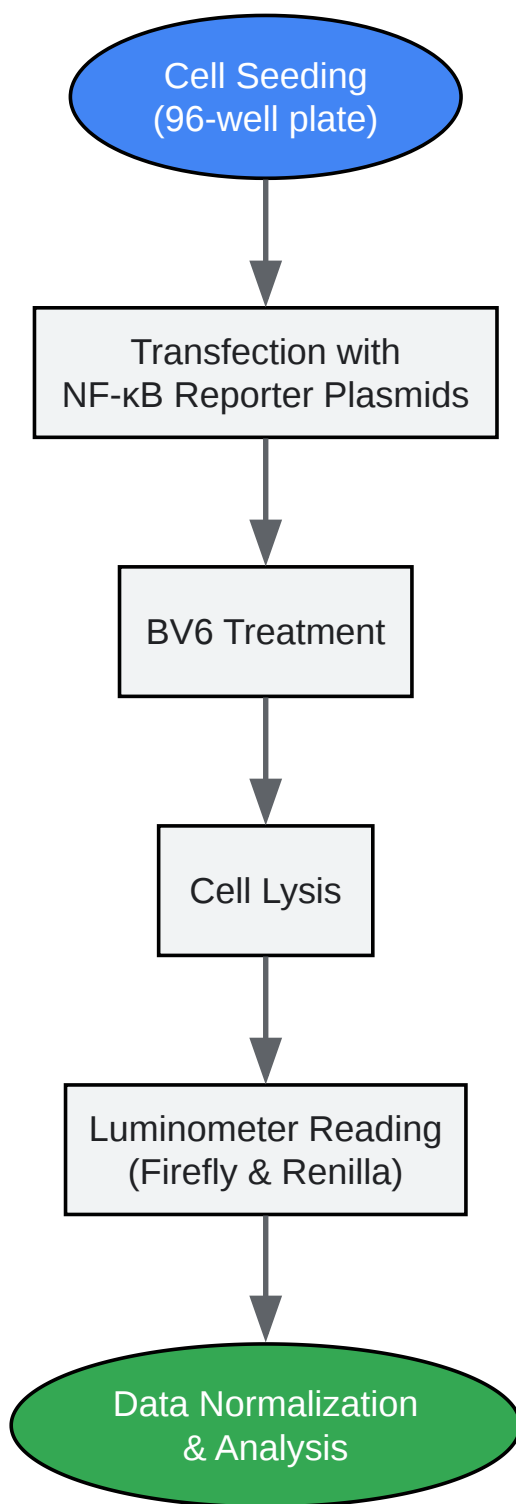 Cell Seeding
(96-well plate)
Transfection with
NF-κB Reporter Plasmids
BV6 Treatment
Cell Lysis
Luminometer Reading
(Firefly & Renilla)
Data Normalization
& Analysis